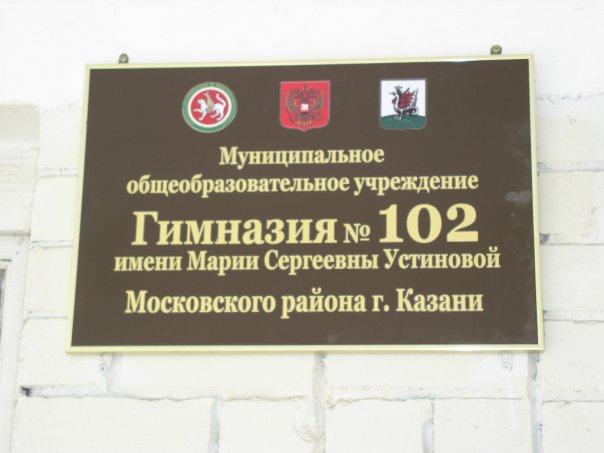 Муниципальное
общеобразовательное учреждение
Гимназия № 102
имени Марии Сергеевны Устиновой
Московского района г. Казани